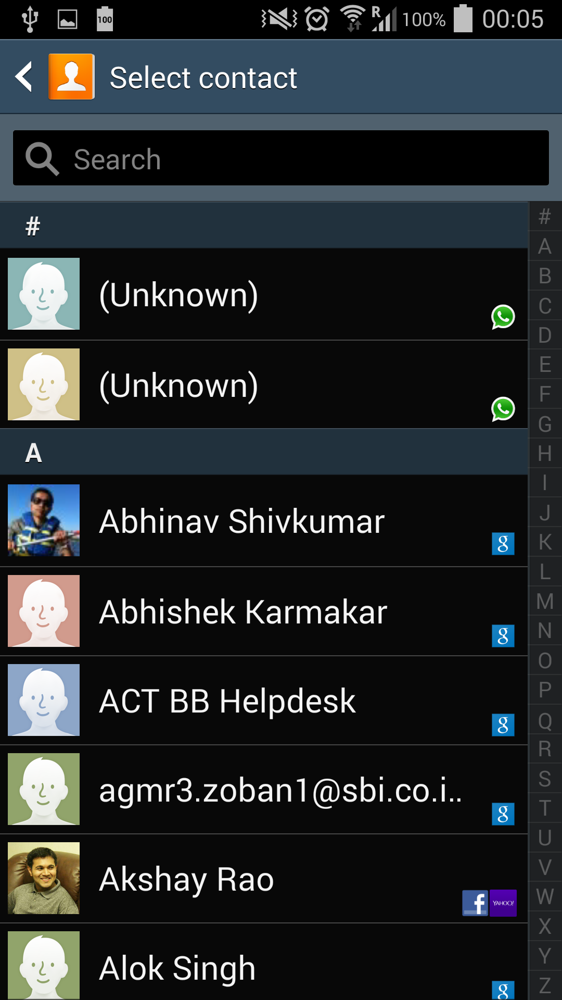 100 R 100% 00:05
Select contact
Search
#
(Unknown)
(Unknown)
A
Abhinav Shivkumar
g
Abhishek Karmakar
g
ACT BB Helpdesk
g
agmr3.zoban1@sbi.co.i..
g
Akshay Rao
f YAHOO!
Alok Singh
g
#
A
B
C
D
E
F
G
H
I
J
K
L
M
N
O
P
Q
R
S
T
U
V
W
X
Y
Z